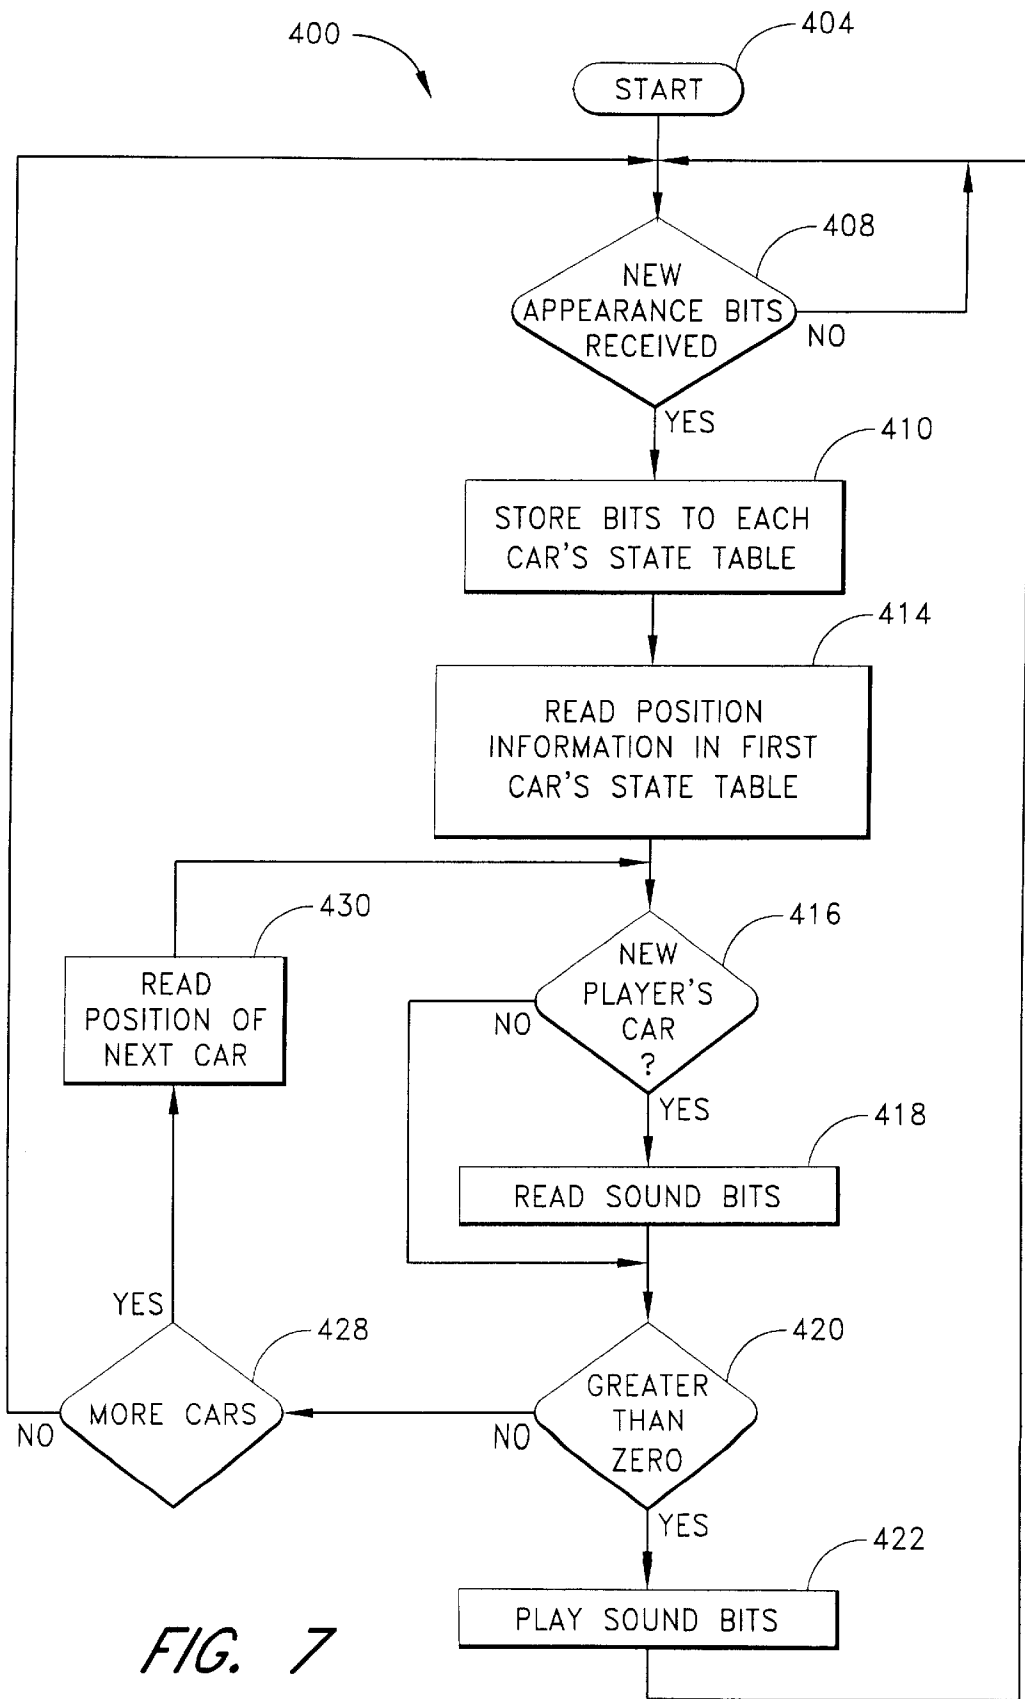 400
404
START
408
NEW
APPEARANCE BITS
RECEIVED
NO
YES
410
STORE BITS TO EACH
CAR'S STATE TABLE
414
READ POSITION
INFORMATION IN FIRST
CAR'S STATE TABLE
430
READ
POSITION OF
NEXT CAR
416
NEW
PLAYER'S
CAR
?
NO
YES
418
READ SOUND BITS
YES
428
MORE CARS
NO
420
GREATER
THAN
ZERO
NO
YES
422
PLAY SOUND BITS
FIG. 7